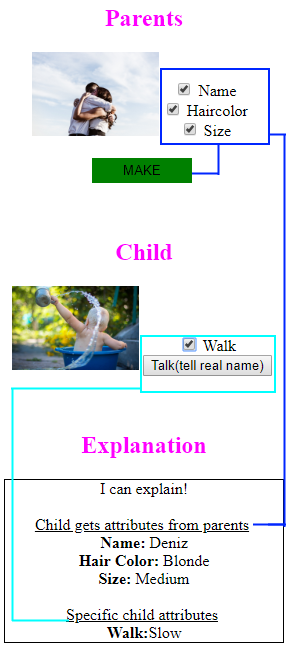 Parents
Name
Haircolor
Size
MAKE
Child
Walk
Talk(tell real name)
Explanation
I can explain!
Child gets attributes from parents
Name: Deniz
Hair Color: Blonde
Size: Medium
Specific child attributes
Walk:Slow